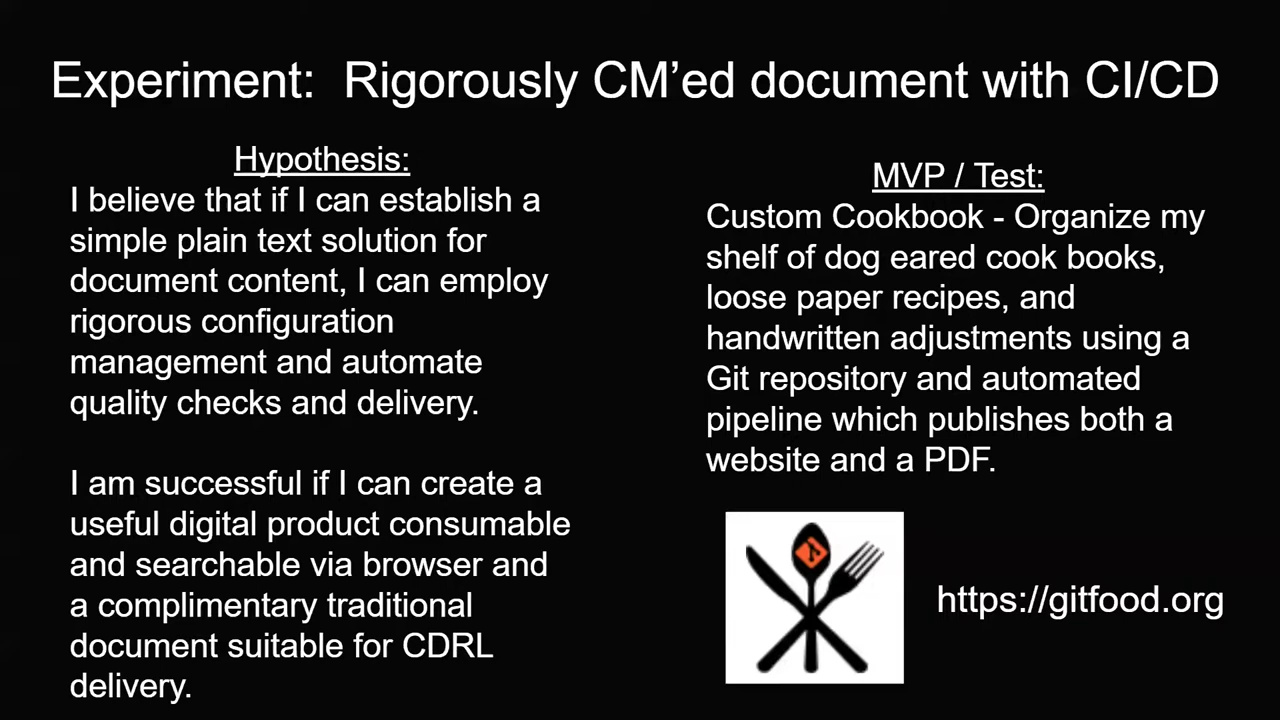 Experiment:  Rigorously CM’ed document with CI/CD
Hypothesis:
I believe that if I can establish a
simple plain text solution for
document content, I can employ
rigorous configuration
management and automate
quality checks and delivery.
I am successful if I can create a
useful digital product consumable
and searchable via browser and
a complimentary traditional
document suitable for CDRL
delivery.
MVP / Test:
Custom Cookbook - Organize my
shelf of dog eared cook books,
loose paper recipes, and
handwritten adjustments using a
Git repository and automated
pipeline which publishes both a
website and a PDF.
https://gitfood.org